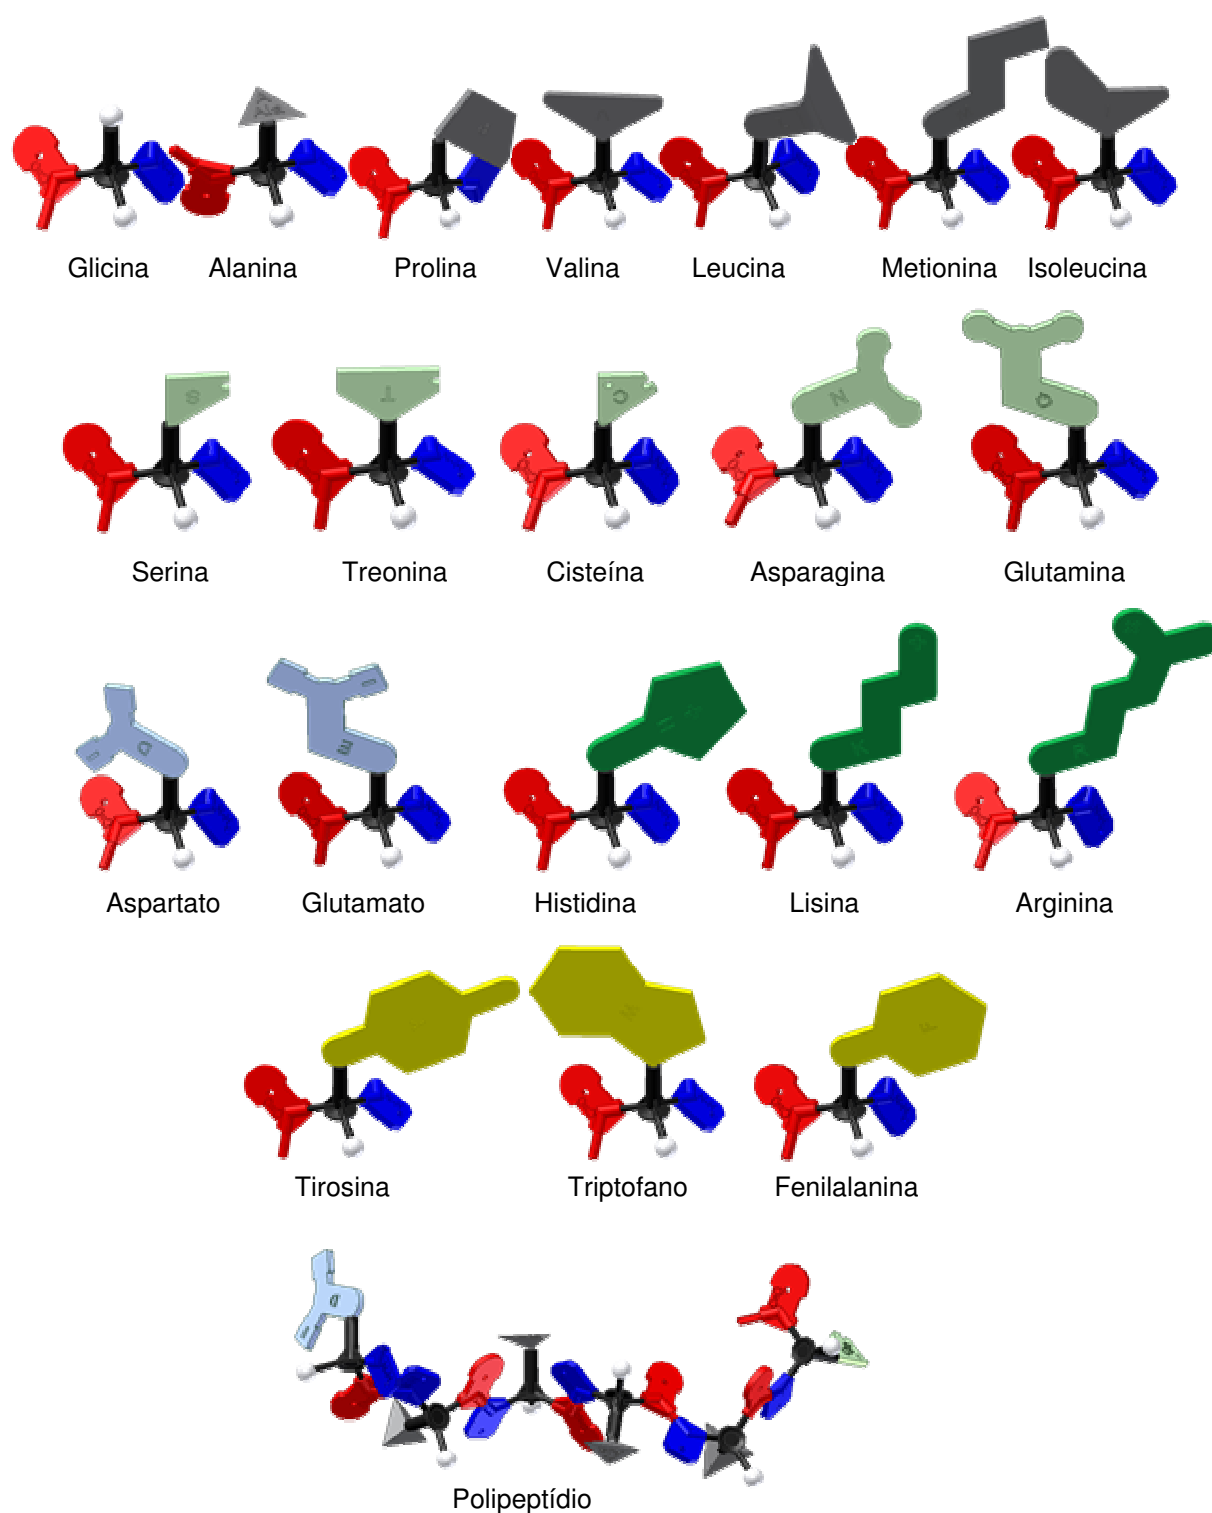 Glicina Alanina Prolina Valina Leucina Metionina Isoleucina
S T C N Q
Serina Treonina Cisteína Asparagina Glutamina
D E H + K + R
Aspartato Glutamato Histidina Lisina Arginina
W F
Tirosina Triptofano Fenilalanina
D
Polipeptídio